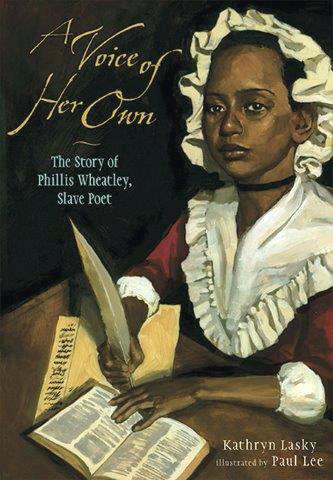 A Voice of
Her Own
~
The Story of
Phillis Wheatley,
Slave Poet
Kathryn Lasky
illustrated by Paul Lee